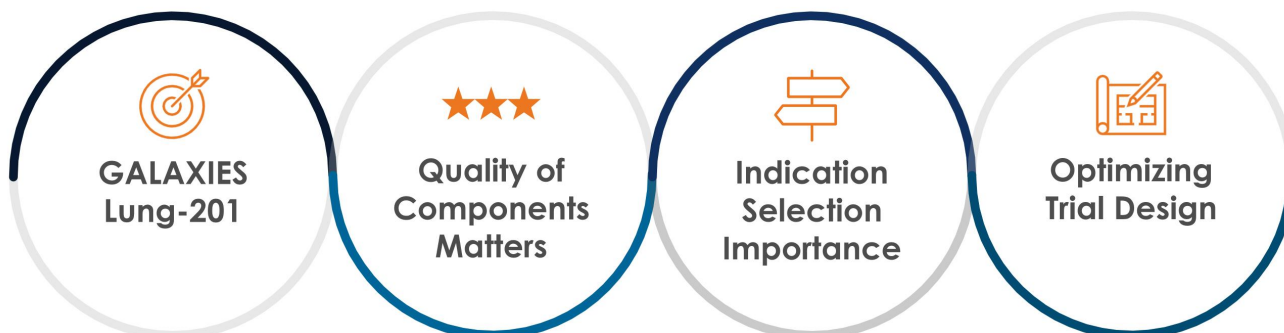 GALAXIES
Lung-201
Quality of
Components
Matters
Indication
Selection
Importance
Optimizing
Trial Design